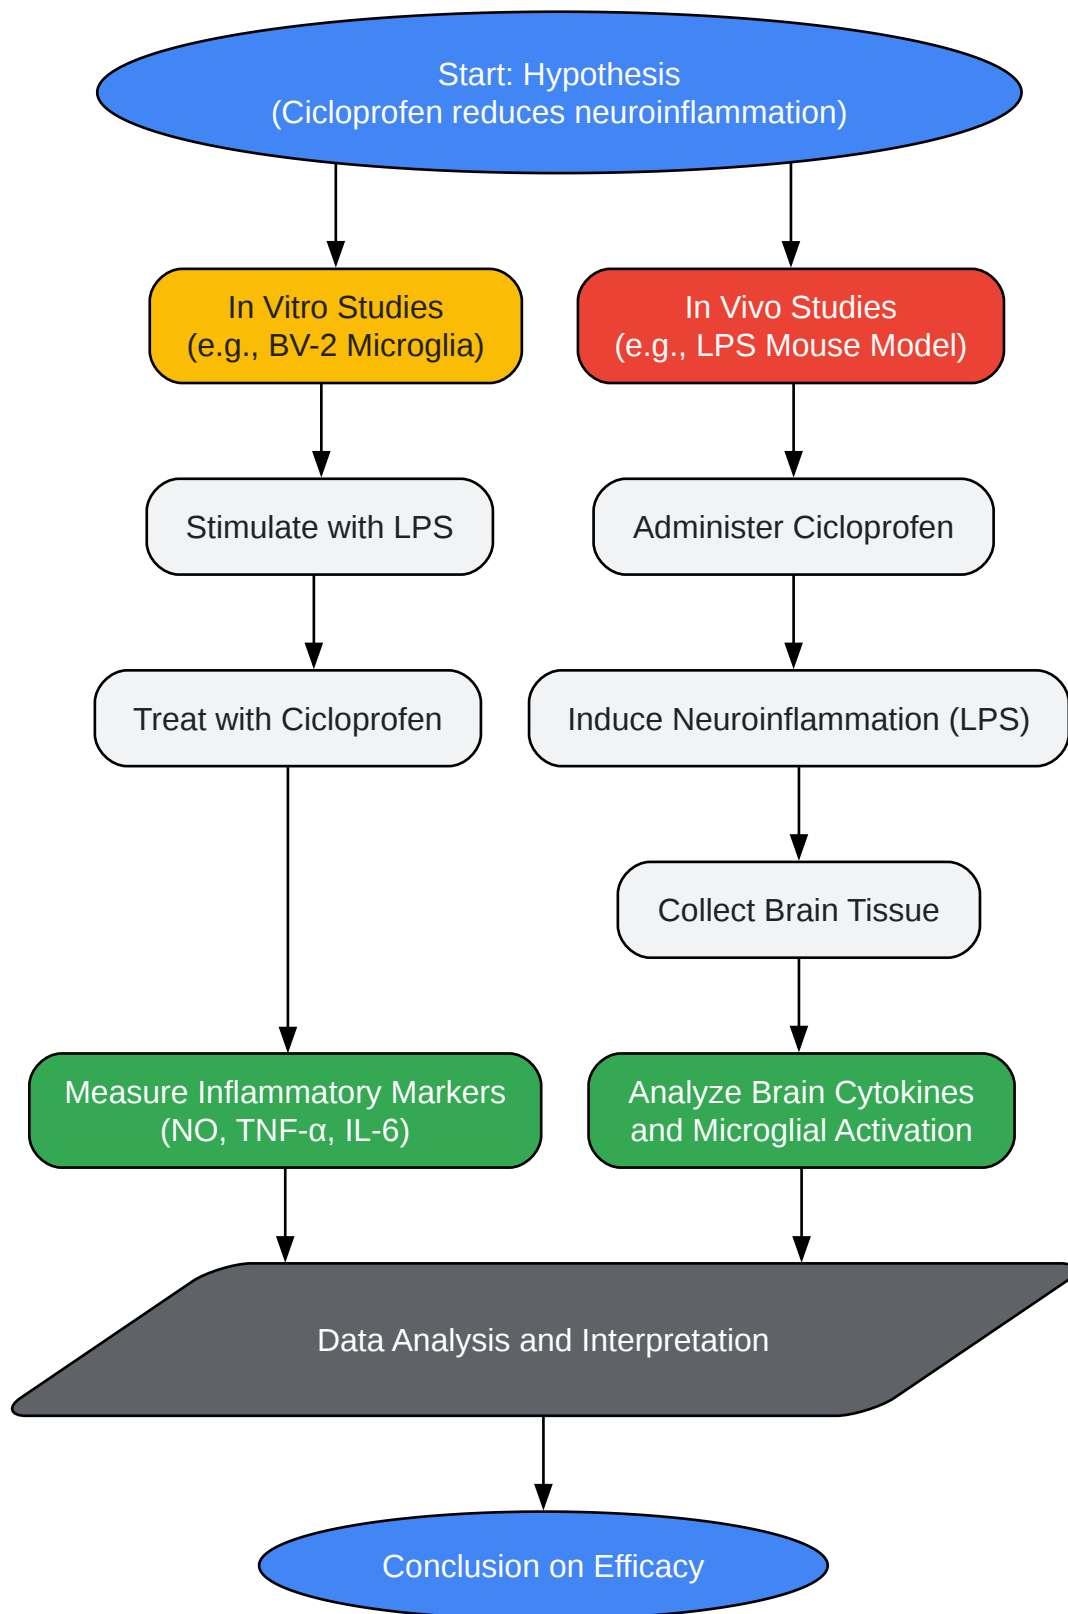 Start: Hypothesis
(Cicloprofen reduces neuroinflammation)
In Vitro Studies
(e.g., BV-2 Microglia)
In Vivo Studies
(e.g., LPS Mouse Model)
Stimulate with LPS
Administer Cicloprofen
Treat with Cicloprofen
Induce Neuroinflammation (LPS)
Collect Brain Tissue
Measure Inflammatory Markers
(NO, TNF-α, IL-6)
Analyze Brain Cytokines
and Microglial Activation
Data Analysis and Interpretation
Conclusion on Efficacy